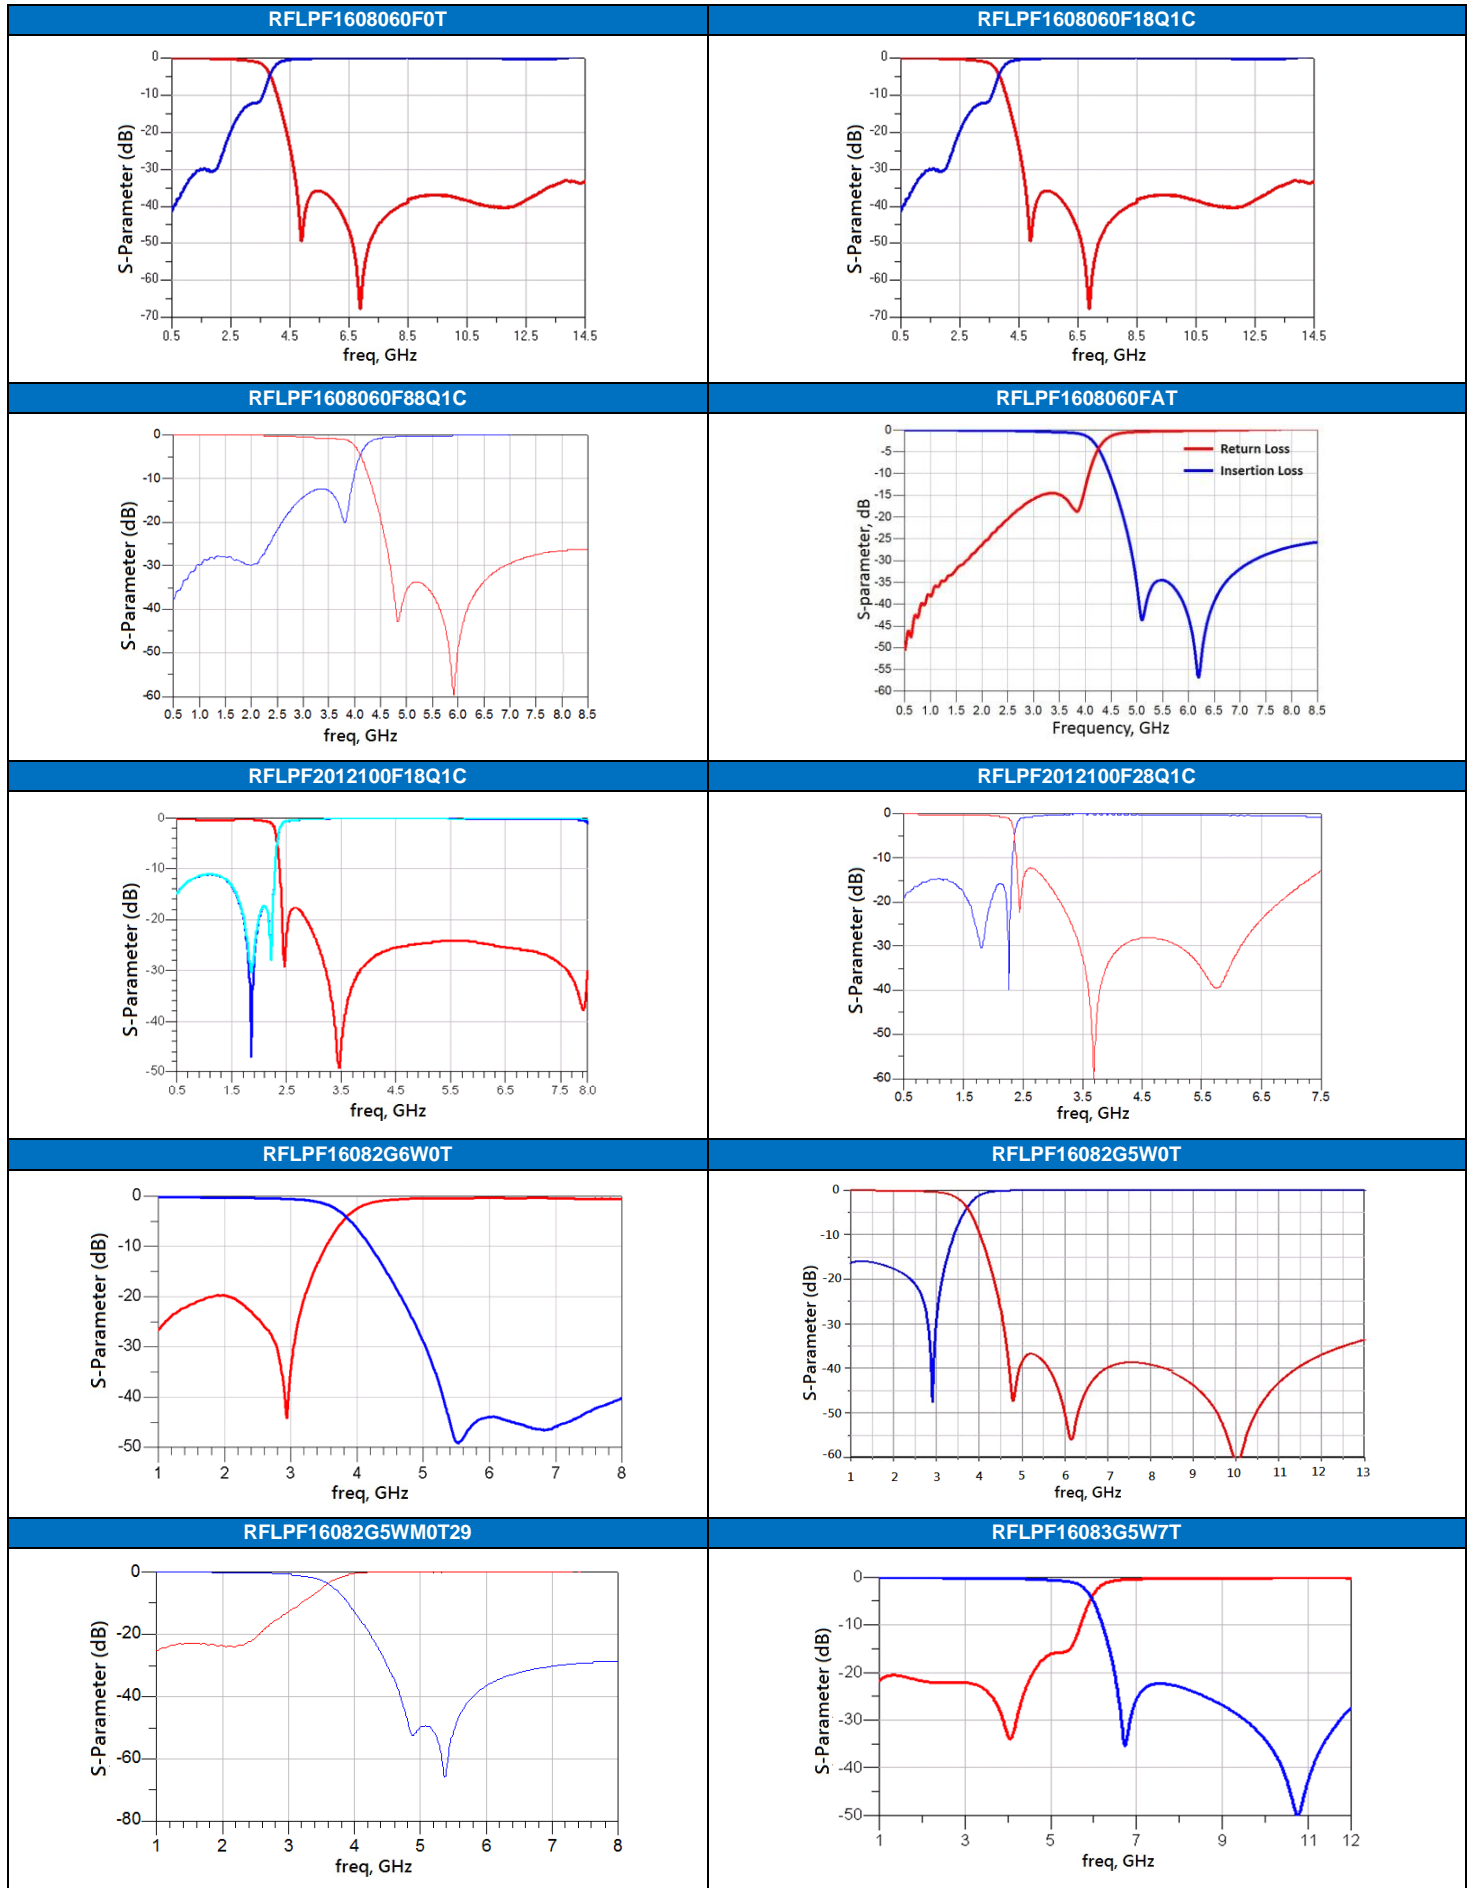 RFLPF1608060F0T
RFLPF1608060F18Q1C
0
-10
-20
-30
-40
-50
-60
-70
S-Parameter (dB)
0.5 2.5 4.5 6.5 8.5 10.5 12.5 14.5
freq, GHz
0
-10
-20
-30
-40
-50
-60
-70
S-Parameter (dB)
0.5 2.5 4.5 6.5 8.5 10.5 12.5 14.5
freq, GHz
RFLPF1608060F88Q1C
RFLPF1608060FAT
0
-10
-20
-30
-40
-50
-60
S-Parameter (dB)
0.5 1.0 1.5 2.0 2.5 3.0 3.5 4.0 4.5 5.0 5.5 6.0 6.5 7.0 7.5 8.0 8.5
freq, GHz
0
-5
-10
-15
-20
-25
-30
-35
-40
-45
-50
-55
-60
S-parameter, dB
Return Loss
Insertion Loss
0.5 1.0 1.5 2.0 2.5 3.0 3.5 4.0 4.5 5.0 5.5 6.0 6.5 7.0 7.5 8.0 8.5
Frequency, GHz
RFLPF2012100F18Q1C
RFLPF2012100F28Q1C
0
-10
-20
-30
-40
-50
S-Parameter (dB)
0.5 1.5 2.5 3.5 4.5 5.5 6.5 7.5 8.0
freq, GHz
0
-10
-20
-30
-40
-50
-60
S-Parameter (dB)
0.5 1.5 2.5 3.5 4.5 5.5 6.5 7.5
freq, GHz
RFLPF16082G6W0T
RFLPF16082G5W0T
0
-10
-20
-30
-40
-50
S-Parameter (dB)
1 2 3 4 5 6 7 8
freq, GHz
0
-10
-20
-30
-40
-50
-60
S-Parameter (dB)
1 2 3 4 5 6 7 8 9 10 11 12 13
freq, GHz
RFLPF16082G5WM0T29
RFLPF16083G5W7T
0
-20
-40
-60
-80
S-Parameter (dB)
1 2 3 4 5 6 7 8
freq, GHz
0
-10
-20
-30
-40
-50
S-Parameter (dB)
1 3 5 7 9 11 12
freq, GHz